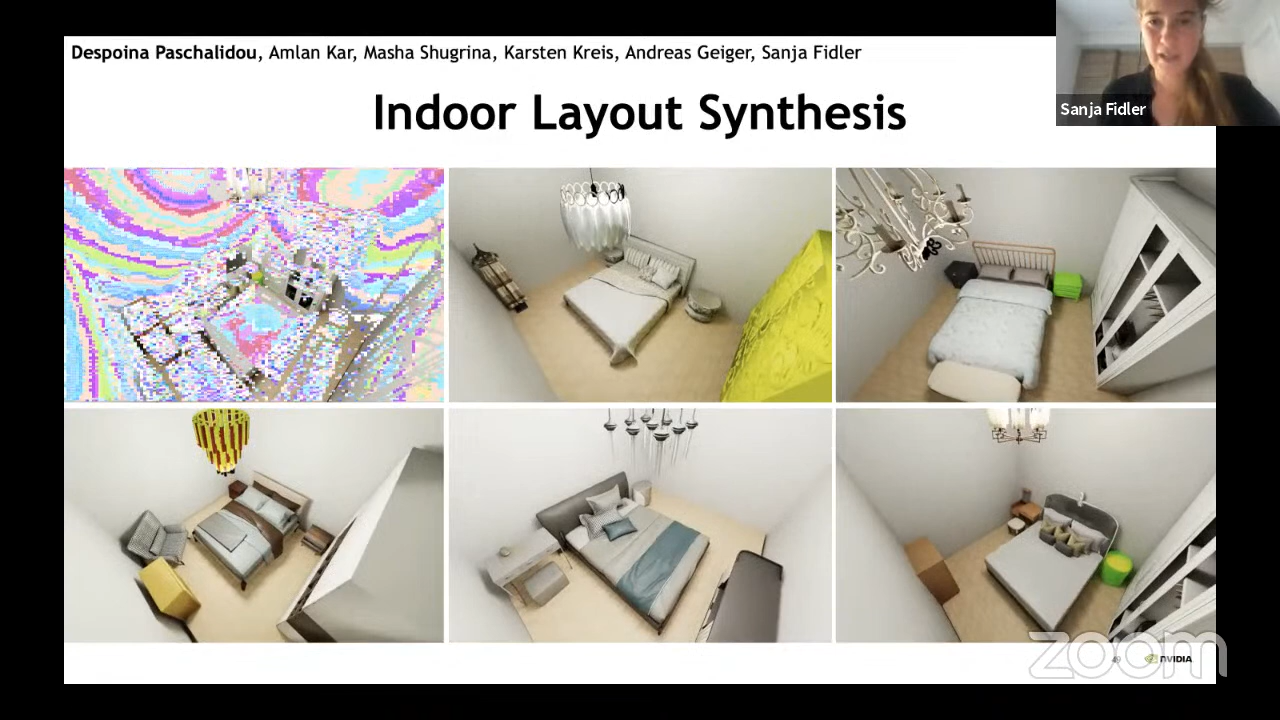 Despoina Paschalidou, Amlan Kar, Masha Shugrina, Karsten Kreis, Andreas Geiger, Sanja Fidler
Sanja Fidler
Indoor Layout Synthesis
49
NVIDIA
zoom